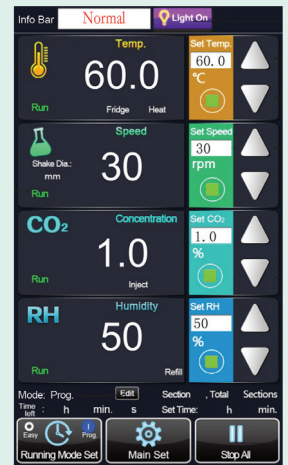 Info Bar Normal Light On
Temp. Set Temp.
60.0 60.0
℃
Run Fridge Heat
Speed Set Speed
30 30
Shake Dia.: rpm
mm
Run
CO₂ Concentration Set CO₂
1.0 1.0
%
Run Inject
RH Humidity Set RH
50 50
%
Run Refill
Mode: Prog. Edit Section , Total Sections
Time left : h min. s Set Time: h min.
Easy Prog.
Running Mode Set Main Set Stop All